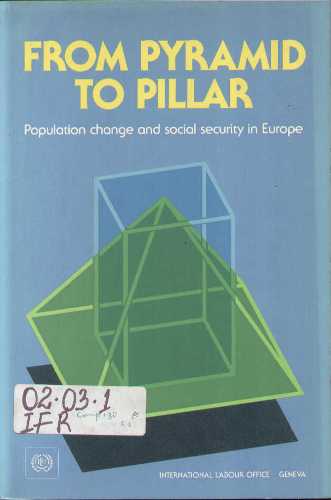 FROM PYRAMID
TO PILLAR
Population change and social security in Europe
02·03·1
IFR
INTERNATIONAL LABOUR OFFICE GENEVA